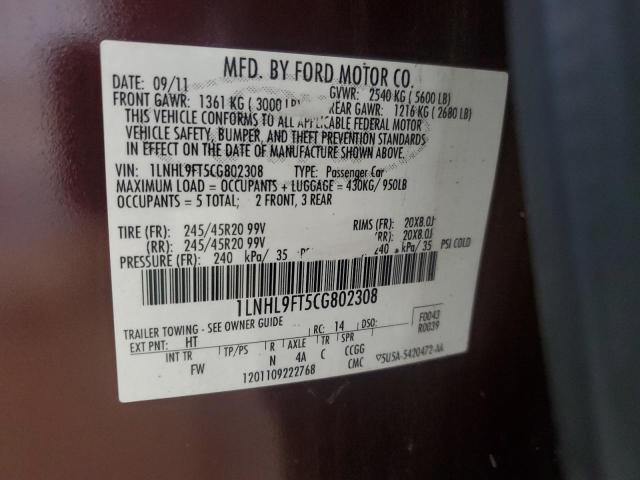 MFD. BY FORD MOTOR CO.
DATE: 09/11 GVWR: 2540 KG ( 5600 LB)
FRONT GAWR: 1361 KG ( 3000 LB) REAR GAWR: 1216 KG ( 2680 LB)
THIS VEHICLE CONFORMS TO ALL APPLICABLE FEDERAL MOTOR
VEHICLE SAFETY, BUMPER, AND THEFT PREVENTION STANDARDS
IN EFFECT ON THE DATE OF MANUFACTURE SHOWN ABOVE.
VIN: 1LNHL9FT5CG802308 TYPE: Passenger Car
MAXIMUM LOAD = OCCUPANTS + LUGGAGE = 430KG/ 950LB
OCCUPANTS = 5 TOTAL; 2 FRONT, 3 REAR
TIRE (FR): 245/45R20 99V RIMS (FR): 20X8.0J
(RR): 245/45R20 99V (RR): 20X8.0J
PRESSURE (FR): 240 kPa/ 35 PS 240 kPa/ 35 PSI COLD
1LNHL9FT5CG802308
TRAILER TOWING - SEE OWNER GUIDE RC: 14 DSO: F0043
EXT PNT: HT R0039
INT TR TP/PS R AXLE TR SPR
FW N 4A C CCGG
1201109222768 CMC 5U5A-5420472-AA